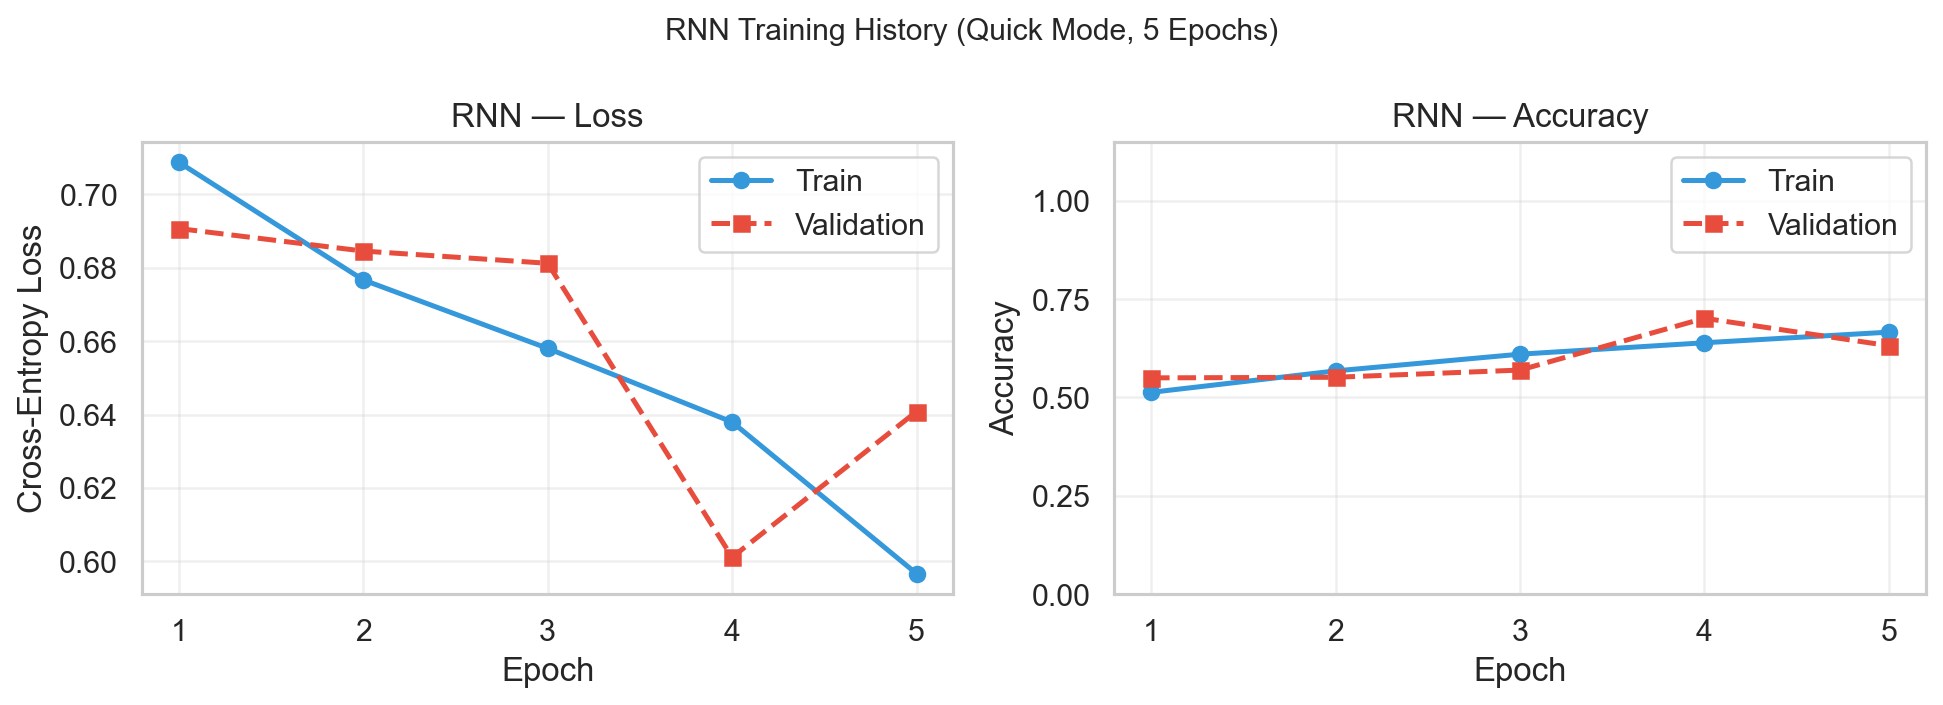 RNN Training History (Quick Mode, 5 Epochs)
RNN — Loss
Cross-Entropy Loss
0.70
0.68
0.66
0.64
0.62
0.60
Train
Validation
1 2 3 4 5
Epoch
RNN — Accuracy
Accuracy
1.00
0.75
0.50
0.25
0.00
Train
Validation
1 2 3 4 5
Epoch